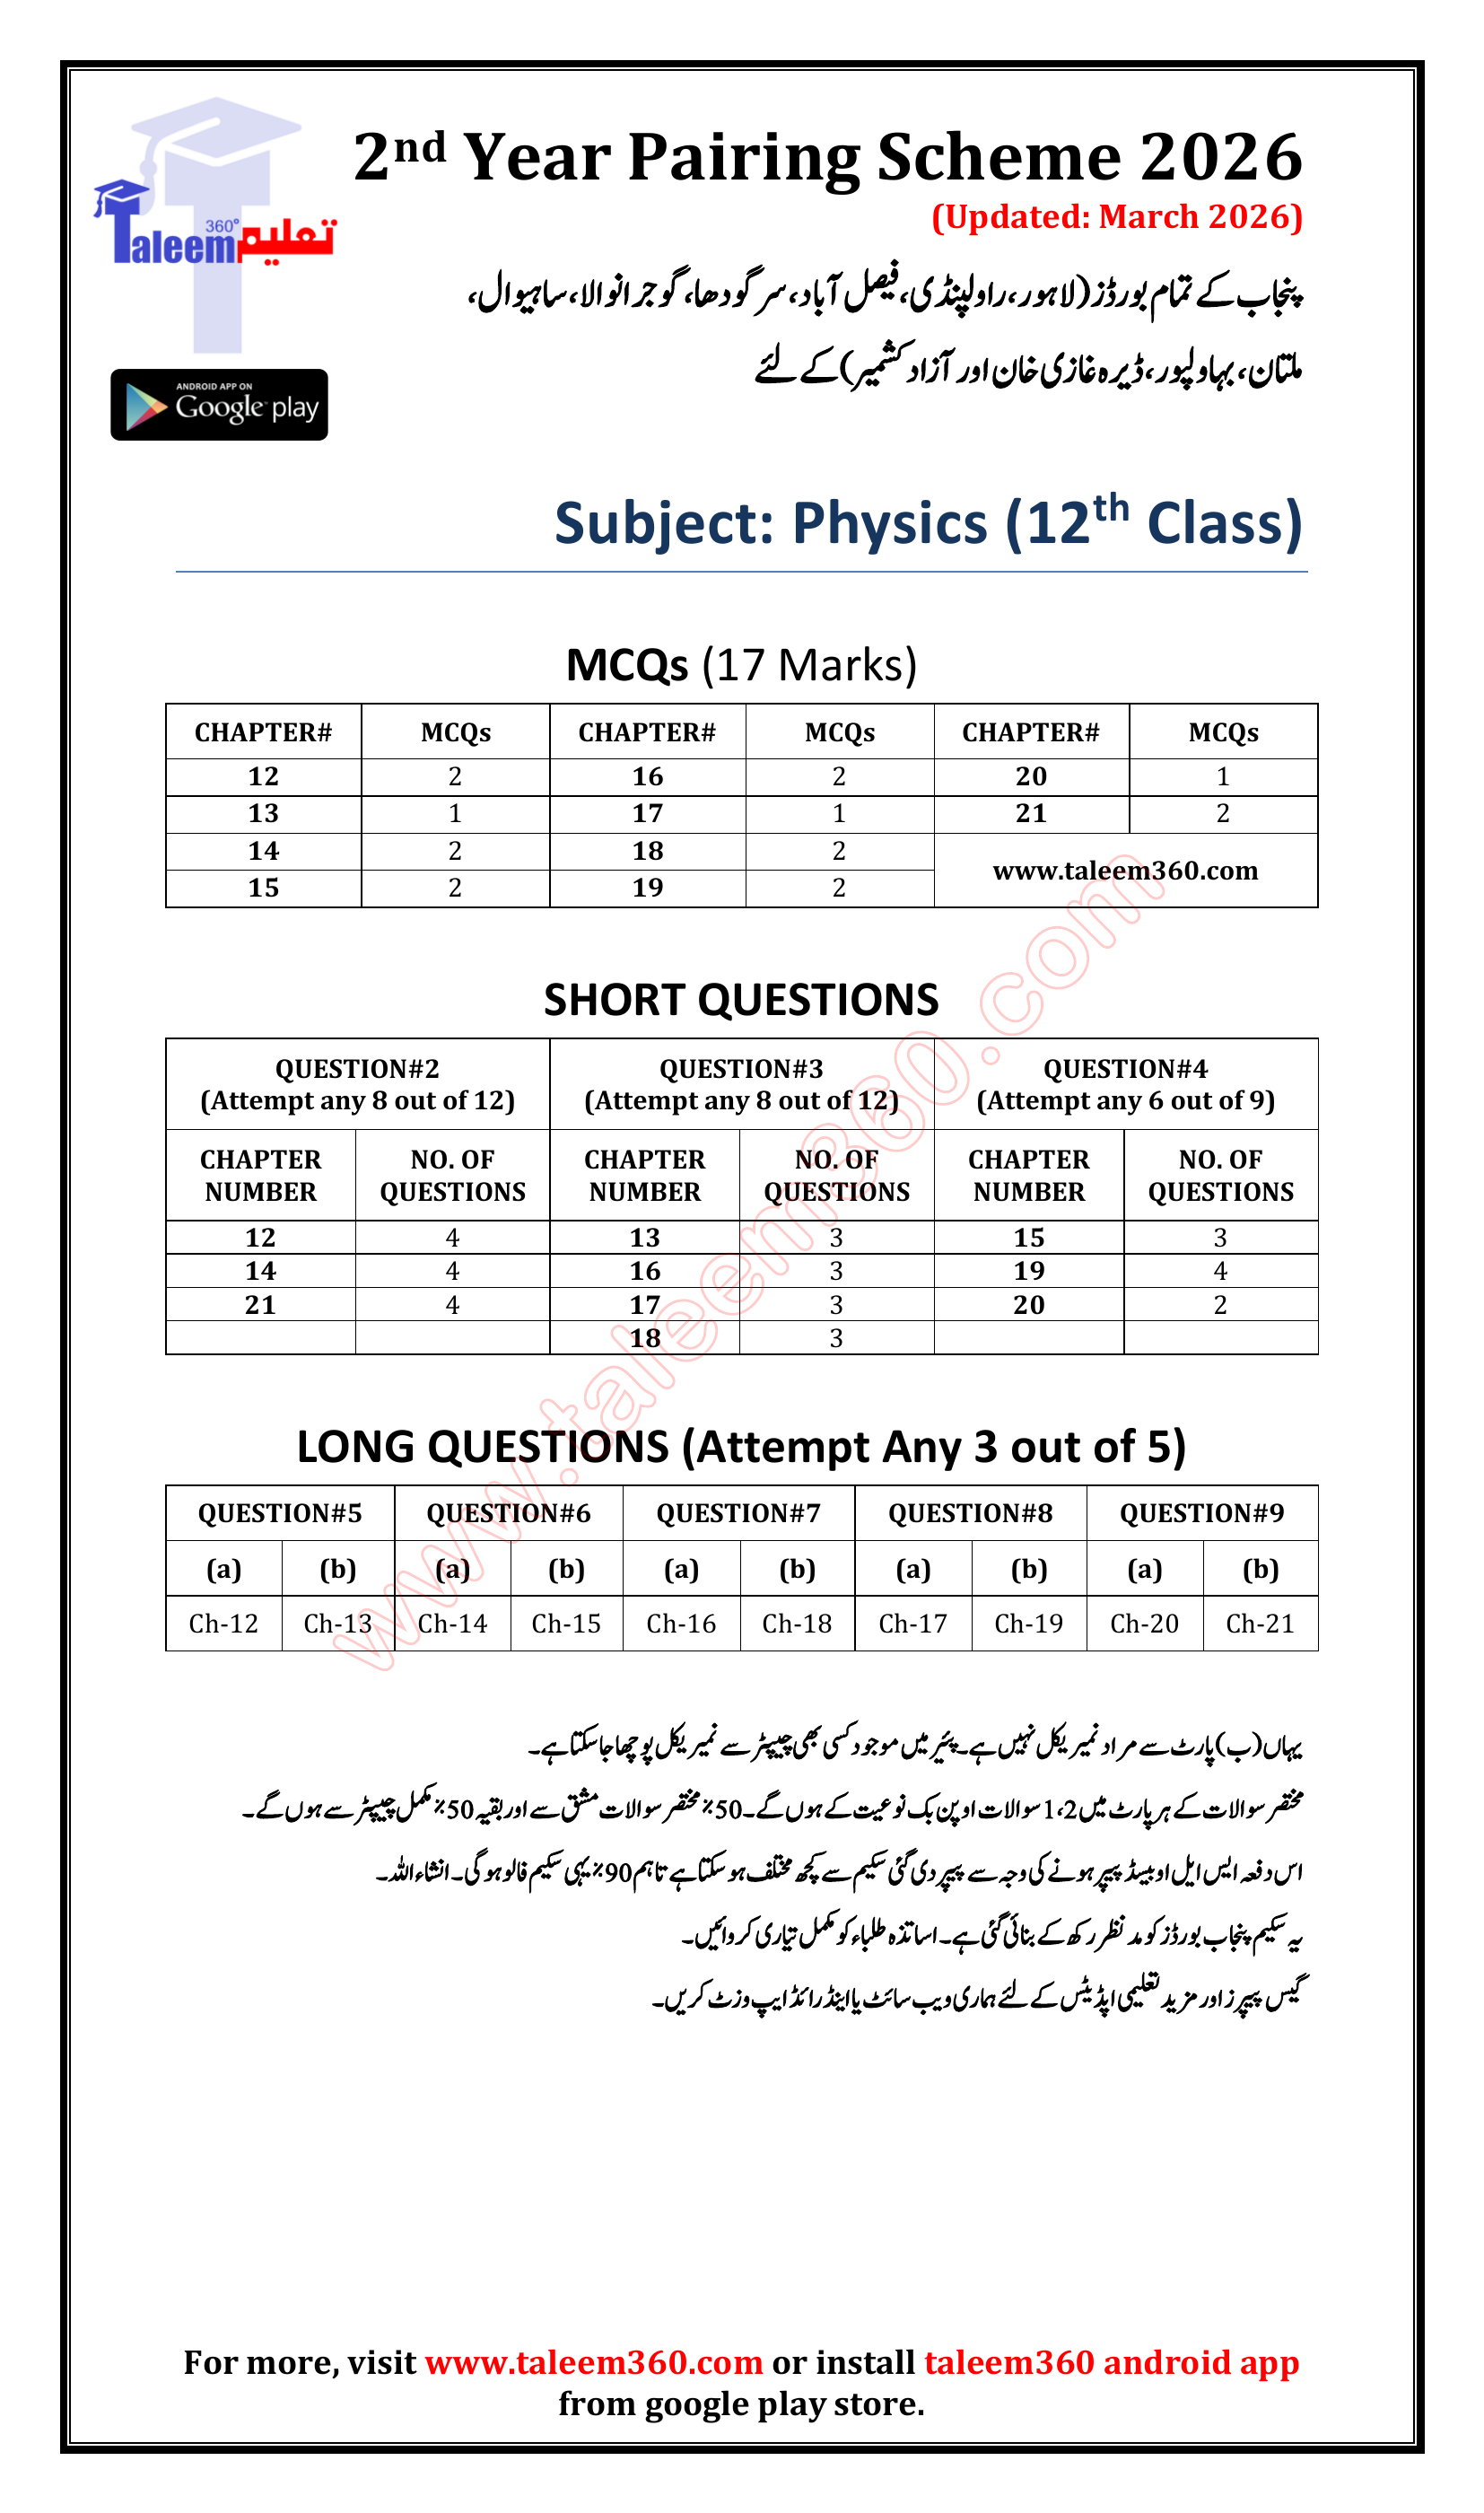 2nd Year Pairing Scheme 2026
(Updated: March 2026)
360°
Taleem تعلیم
پنجاب کے تمام بورڈز (لاہور، راولپنڈی، فیصل آباد، سرگودھا، گوجرانوالا، ساہیوال،
ملتان، بہاولپور، ڈیرہ غازی خان اور آزاد کشمیر) کے لئے
ANDROID APP ON
Google play
Subject: Physics (12th Class)
MCQs (17 Marks)
CHAPTER# MCQs CHAPTER# MCQs CHAPTER# MCQs
12 2 16 2 20 1
13 1 17 1 21 2
14 2 18 2
www.taleem360.com
15 2 19 2
SHORT QUESTIONS
QUESTION#2 QUESTION#3 QUESTION#4
(Attempt any 8 out of 12) (Attempt any 8 out of 12) (Attempt any 6 out of 9)
CHAPTER NO. OF CHAPTER NO. OF CHAPTER NO. OF
NUMBER QUESTIONS NUMBER QUESTIONS NUMBER QUESTIONS
12 4 13 3 15 3
14 4 16 3 19 4
21 4 17 3 20 2
18 3
LONG QUESTIONS (Attempt Any 3 out of 5)
QUESTION#5 QUESTION#6 QUESTION#7 QUESTION#8 QUESTION#9
(a) (b) (a) (b) (a) (b) (a) (b) (a) (b)
Ch-12 Ch-13 Ch-14 Ch-15 Ch-16 Ch-18 Ch-17 Ch-19 Ch-20 Ch-21
www.taleem360.com
یہاں (ب) پارٹ سے مراد نمیریکل نہیں ہے۔ پئیر میں موجود کسی بھی چیپٹر سے نمیریکل پوچھا جا سکتا ہے۔
مختصر سوالات کے ہر پارٹ میں 1،2 سوالات اوپن بک نوعیت کے ہوں گے۔ 50٪ مختصر سوالات مشق سے اور بقیہ 50٪ مکمل چیپٹر سے ہوں گے۔
اس دفعہ ایس ایل او بیسڈ پیپر ہونے کی وجہ سے پیپر دی گئی سکیم سے کچھ مختلف ہو سکتا ہے تاہم 90٪ یہی سکیم فالو ہو گی۔ انشاءاللہ۔
یہ سکیم پنجاب بورڈز کو مد نظر رکھ کے بنائی گئی ہے۔ اساتذہ طلباء کو مکمل تیاری کروائیں۔
گیس پیپرز اور مزید تعلیمی اپڈیٹس کے لئے ہماری ویب سائٹ یا اینڈرائڈ ایپ وزٹ کریں۔
For more, visit www.taleem360.com or install taleem360 android app
from google play store.